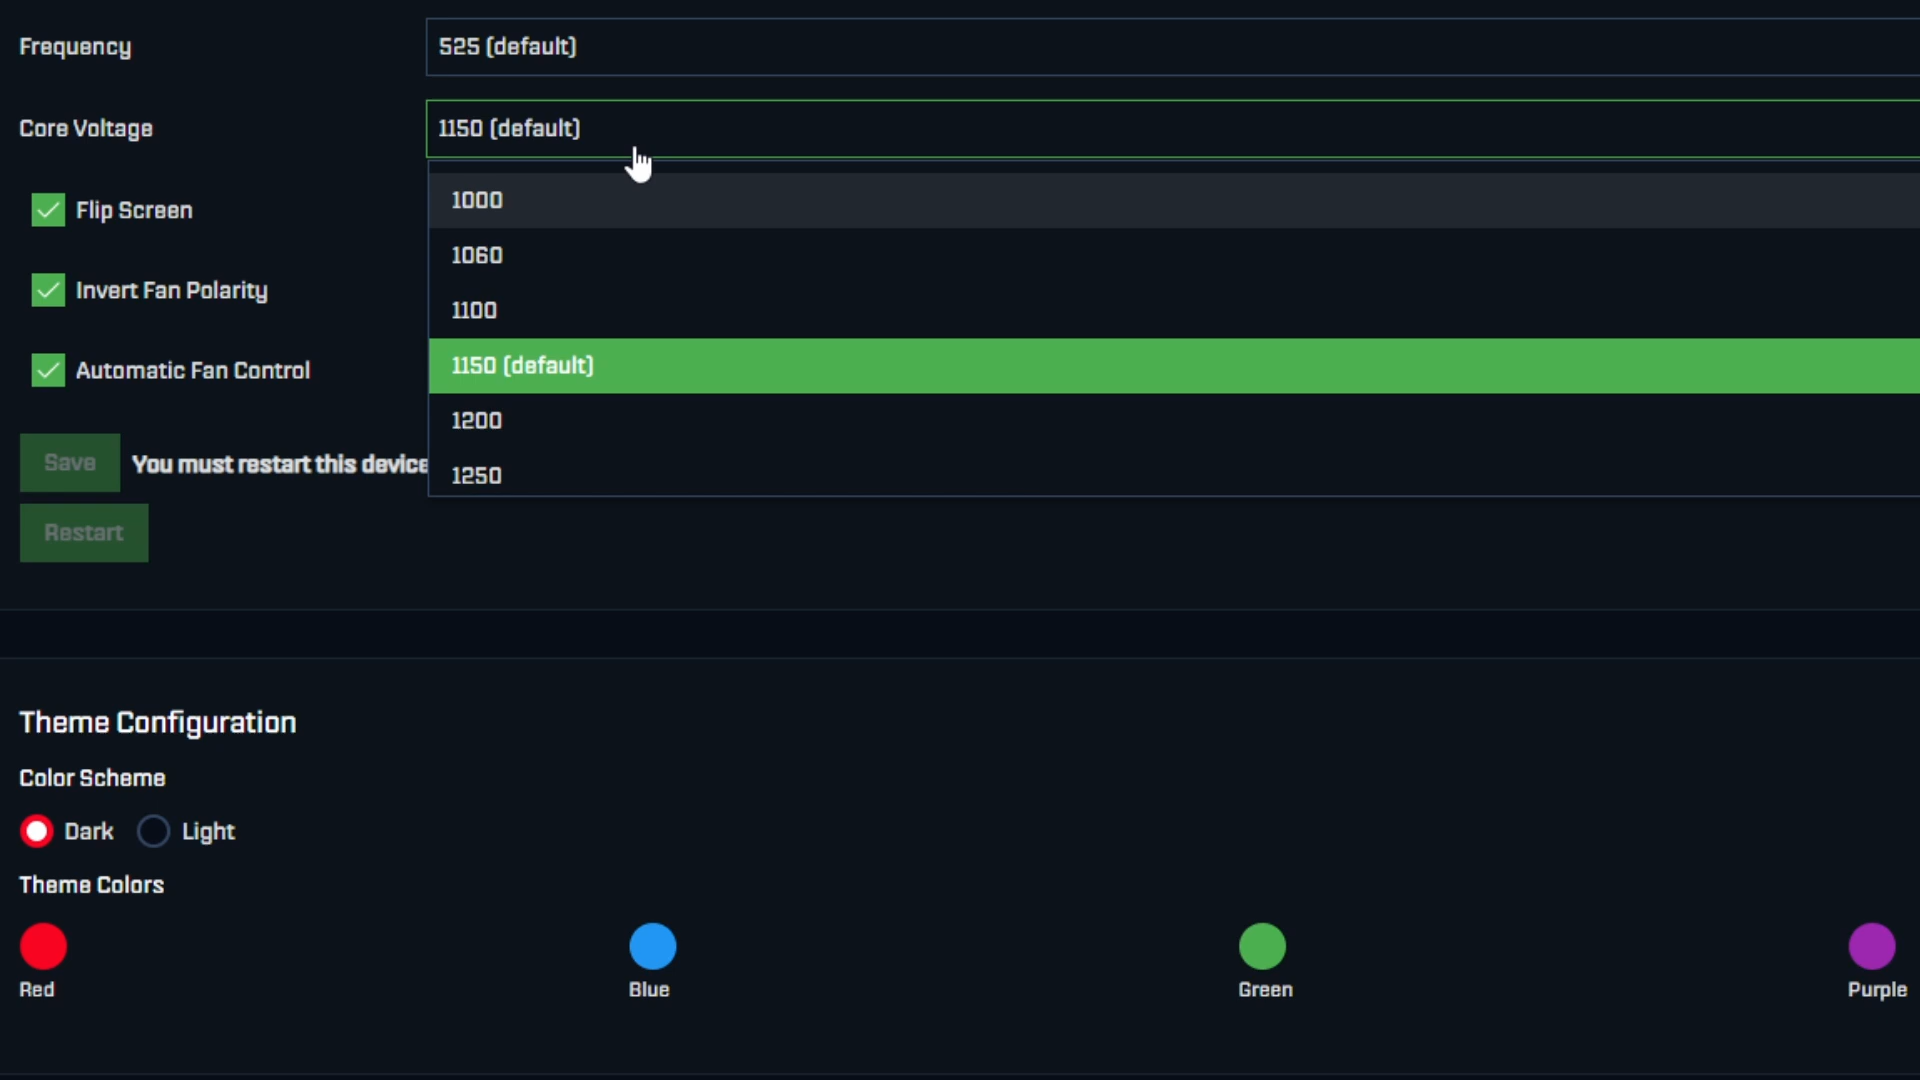 Frequency
525 (default)
Core Voltage
1150 (default)
1000
Flip Screen
1060
Invert Fan Polarity
1100
1150 (default)
Automatic Fan Control
1200
Save
You must restart this device
1250
Restart
Theme Configuration
Color Scheme
Dark
Light
Theme Colors
Red
Blue
Green
Purple